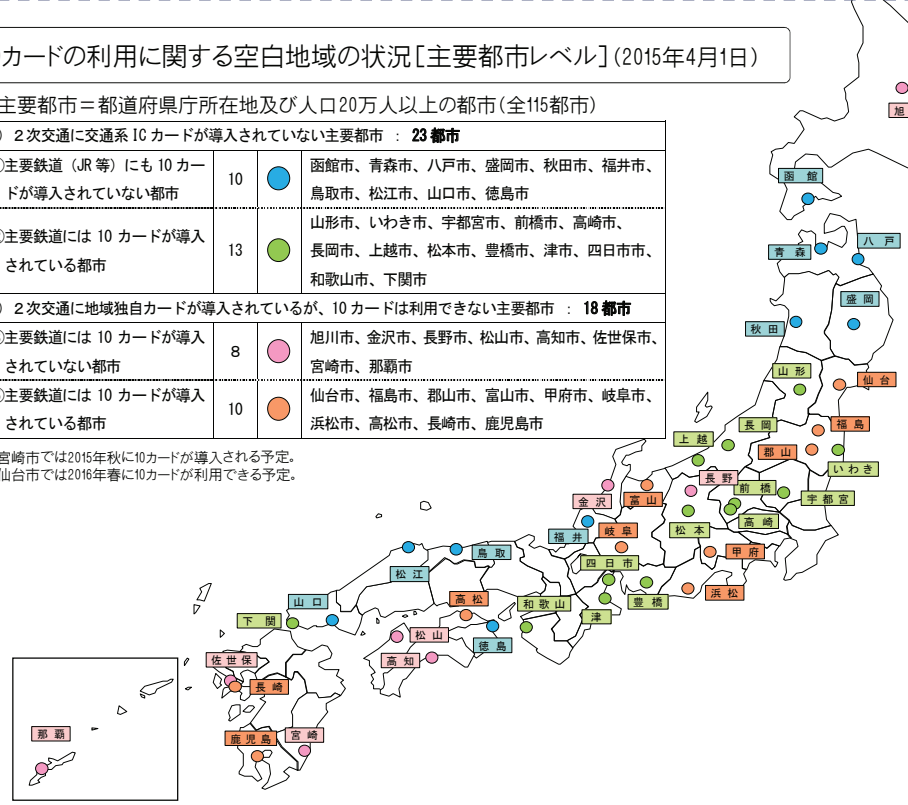 カードの利用に関する空白地域の状況[主要都市レベル](2015年4月1日)
主要都市＝都道府県庁所在地及び人口20万人以上の都市(全115都市)
） ２次交通に交通系 IC カードが導入されていない主要都市 ： 23 都市
主要鉄道（JR 等）にも 10 カー
ドが導入されていない都市
10
函館市、青森市、八戸市、盛岡市、秋田市、福井市、
鳥取市、松江市、山口市、徳島市
主要鉄道には 10 カードが導入
されている都市
13
山形市、いわき市、宇都宮市、前橋市、高崎市、
長岡市、上越市、松本市、豊橋市、津市、四日市市、
和歌山市、下関市
） ２次交通に地域独自カードが導入されているが、10 カードは利用できない主要都市 ： 18 都市
主要鉄道には 10 カードが導入
されていない都市
8
旭川市、金沢市、長野市、松山市、高知市、佐世保市、
宮崎市、那覇市
主要鉄道には 10 カードが導入
されている都市
10
仙台市、福島市、郡山市、富山市、甲府市、岐阜市、
浜松市、高松市、長崎市、鹿児島市
宮崎市では2015年秋に10カードが導入される予定。
仙台市では2016年春に10カードが利用できる予定。
旭
函館
八戸
青森
盛岡
秋田
山形
仙台
長岡
福島
上越
郡山
いわき
長野
前橋
宇都宮
金沢
富山
高崎
福井
岐阜
松本
甲府
鳥取
四日市
松江
浜松
高松
和歌山
豊橋
山口
津
下関
松山
徳島
佐世保
高知
長崎
那覇
鹿児島
宮崎